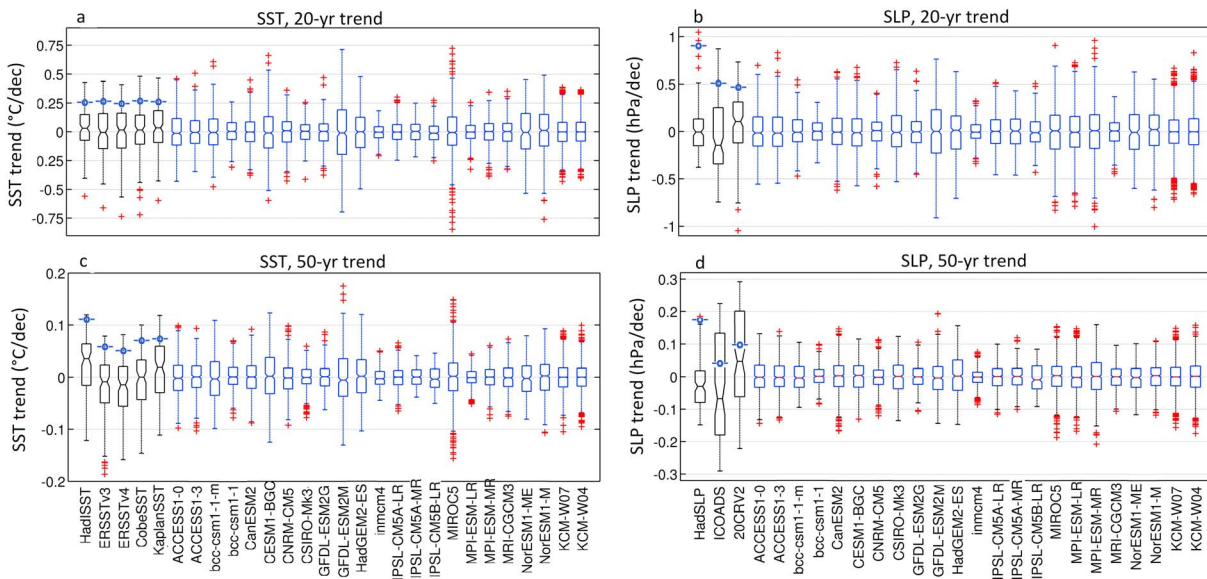 a
SST, 20-yr trend
SST trend (°C/dec)
0.75
0.5
0.25
0
0.25
-0.5
-0.75
b
SLP, 20-yr trend
SLP trend (hPa/dec)
1
0.5
0
-0.5
-1
c
SST, 50-yr trend
SST trend (°C/dec)
0.2
0.1
0
-0.1
-0.2
HadISST
ERSSTv3
ERSSTv4
CobeSST
KaplanSST
ACCESS1-0
ACCESS1-3
bcc-csm1-1-m
bcc-csm1-1
CanESM2
CESM1-BGC
CNRM-CM5
CSIRO-Mk3
GFDL-ESM2G
GFDL-ESM2M
HadGEM2-ES
inmcm4
IPSL-CM5A-LR
IPSL-CM5A-MR
IPSL-CM5B-LR
MIROC5
MPI-ESM-LR
MPI-ESM-MR
MRI-CGCM3
NorESM1-ME
NorESM1-M
KCM-W07
KCM-W04
d
SLP, 50-yr trend
SLP trend (hPa/dec)
0.3
0.2
0.1
0
-0.1
-0.2
-0.3
HadSLP
ICOADS
20CRV2
ACCESS1-0
ACCESS1-3
bcc-csm1-1-m
bcc-csm1-1
CanESM2
CESM1-BGC
CNRM-CM5
CSIRO-Mk3
GFDL-ESM2G
GFDL-ESM2M
HadGEM2-ES
inmcm4
IPSL-CM5A-LR
IPSL-CM5A-MR
IPSL-CM5B-LR
MIROC5
MPI-ESM-LR
MPI-ESM-MR
MRI-CGCM3
NorESM1-ME
NorESM1-M
KCM-W07
KCM-W04